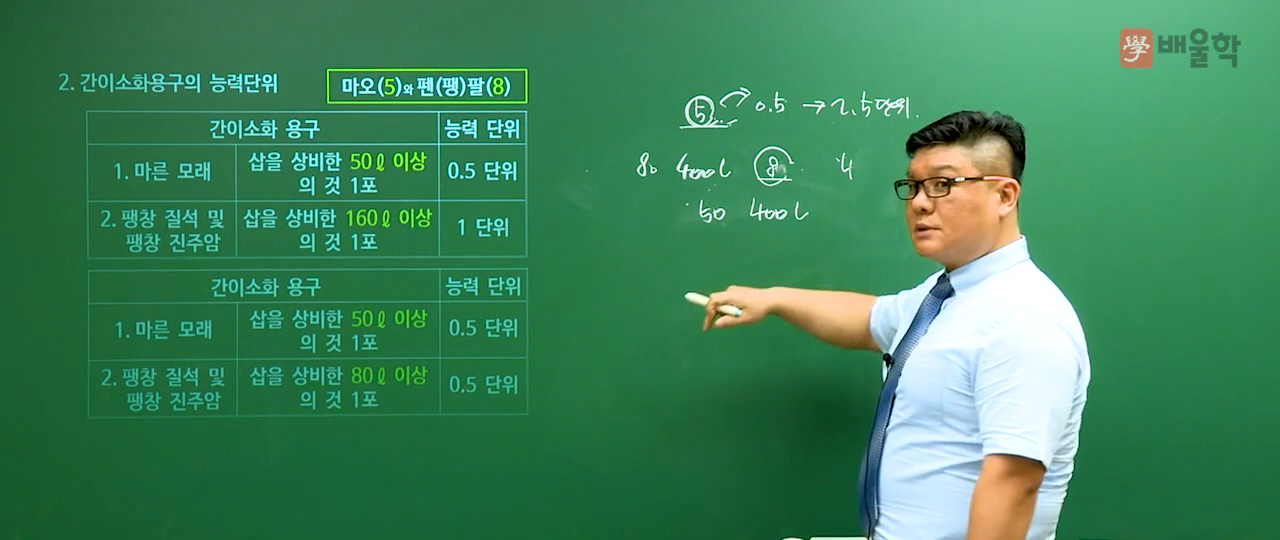 學 배울학
2. 간이소화용구의 능력단위
마오(5)와 펜(팽)팔(8)
간이소화 용구 능력 단위
1. 마른 모래 삽을 상비한 50ℓ 이상의 것 1포 0.5 단위
2. 팽창 질석 및 팽창 진주암 삽을 상비한 160ℓ 이상의 것 1포 1 단위
간이소화 용구 능력 단위
1. 마른 모래 삽을 상비한 50ℓ 이상의 것 1포 0.5 단위
2. 팽창 질석 및 팽창 진주암 삽을 상비한 80ℓ 이상의 것 1포 0.5 단위
5 0.5 → 2.5단위
80 400L 8
50 400L